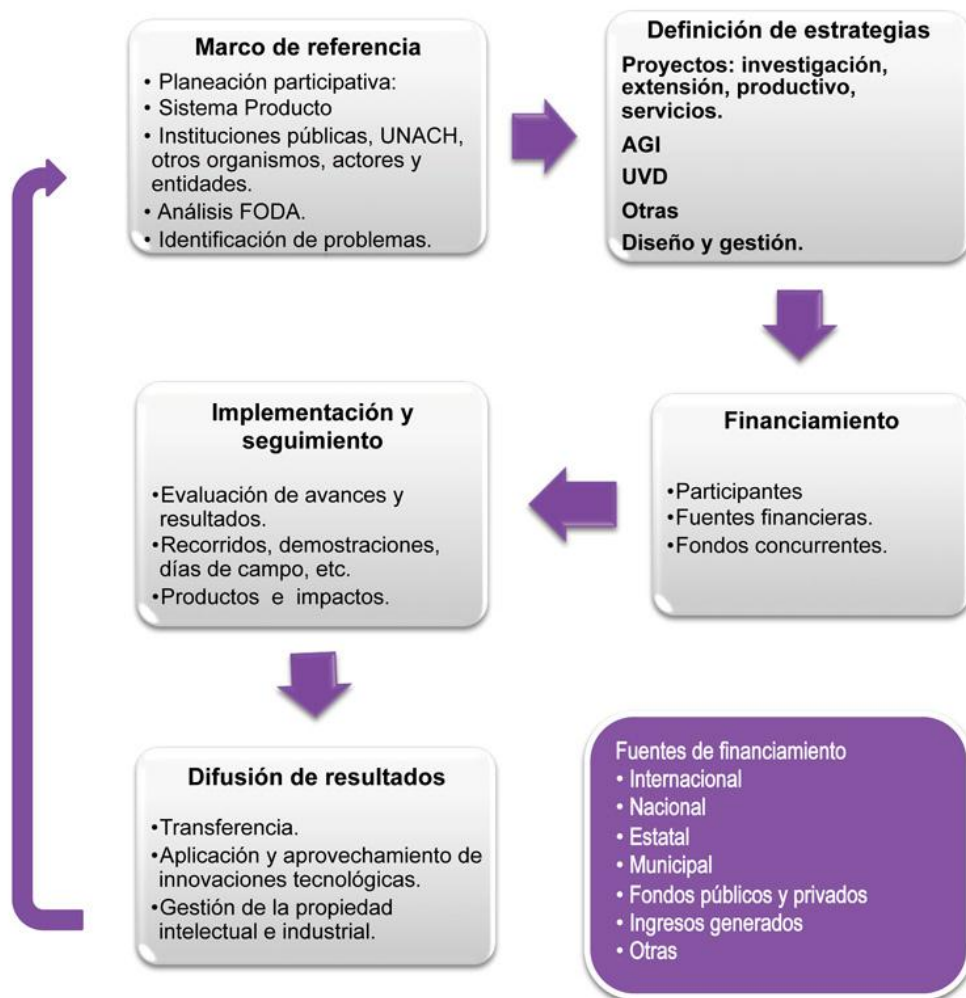 Marco de referencia
• Planeación participativa:
• Sistema Producto
• Instituciones públicas, UNACH,
otros organismos, actores y
entidades.
• Análisis FODA.
• Identificación de problemas.
Definición de estrategias
Proyectos: investigación,
extensión, productivo,
servicios.
AGI
UVD
Otras
Diseño y gestión.
Financiamiento
•Participantes
•Fuentes financieras.
•Fondos concurrentes.
Implementación y
seguimiento
•Evaluación de avances y
resultados.
•Recorridos, demostraciones,
días de campo, etc.
•Productos e impactos.
Difusión de resultados
•Transferencia.
•Aplicación y aprovechamiento de
innovaciones tecnológicas.
•Gestión de la propiedad
intelectual e industrial.
Fuentes de financiamiento
• Internacional
• Nacional
• Estatal
• Municipal
• Fondos públicos y privados
• Ingresos generados
• Otras